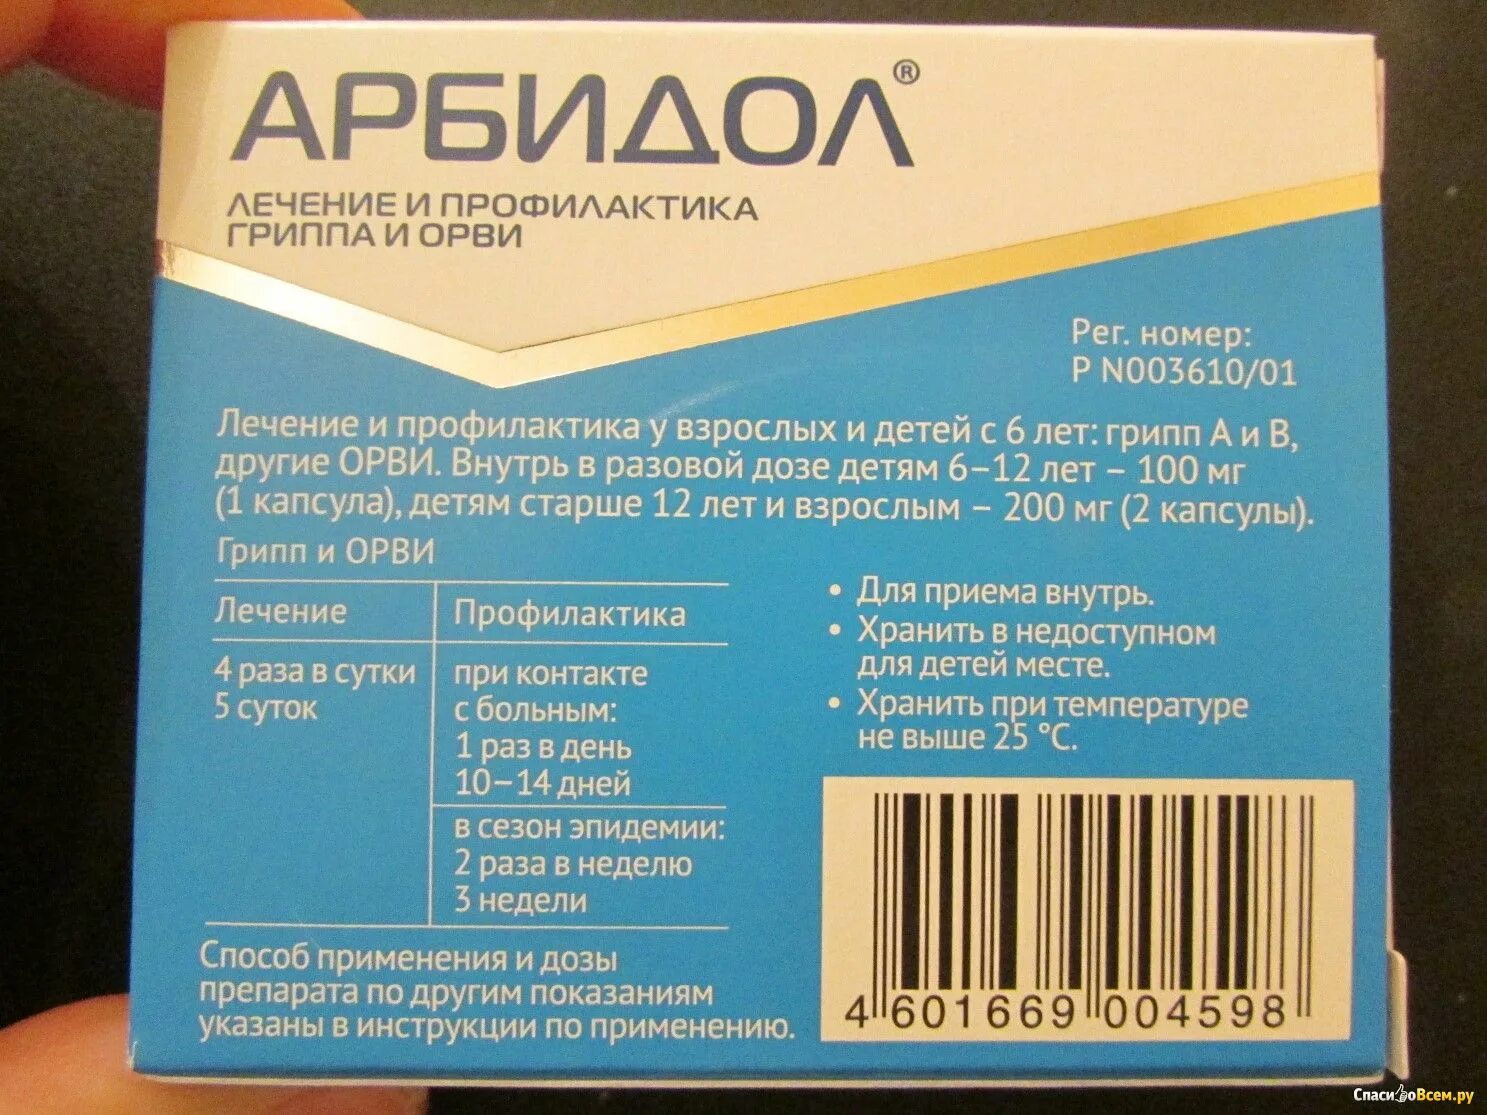 АРБИДОЛ®
ЛЕЧЕНИЕ И ПРОФИЛАКТИКА
ГРИППА И ОРВИ
Рег. номер:
Р N003610/01
Лечение и профилактика у взрослых и детей с 6 лет: грипп А и В,
другие ОРВИ. Внутрь в разовой дозе детям 6–12 лет – 100 мг
(1 капсула), детям старше 12 лет и взрослым – 200 мг (2 капсулы).
Грипп и ОРВИ
Лечение
4 раза в сутки
5 суток
Профилактика
при контакте
с больным:
1 раз в день
10–14 дней
в сезон эпидемии:
2 раза в неделю
3 недели
Способ применения и дозы
препарата по другим показаниям
указаны в инструкции по применению.
• Для приема внутрь.
• Хранить в недоступном
для детей месте.
• Хранить при температуре
не выше 25 °С.
4 601669 004598
СпасибоВсем.ру